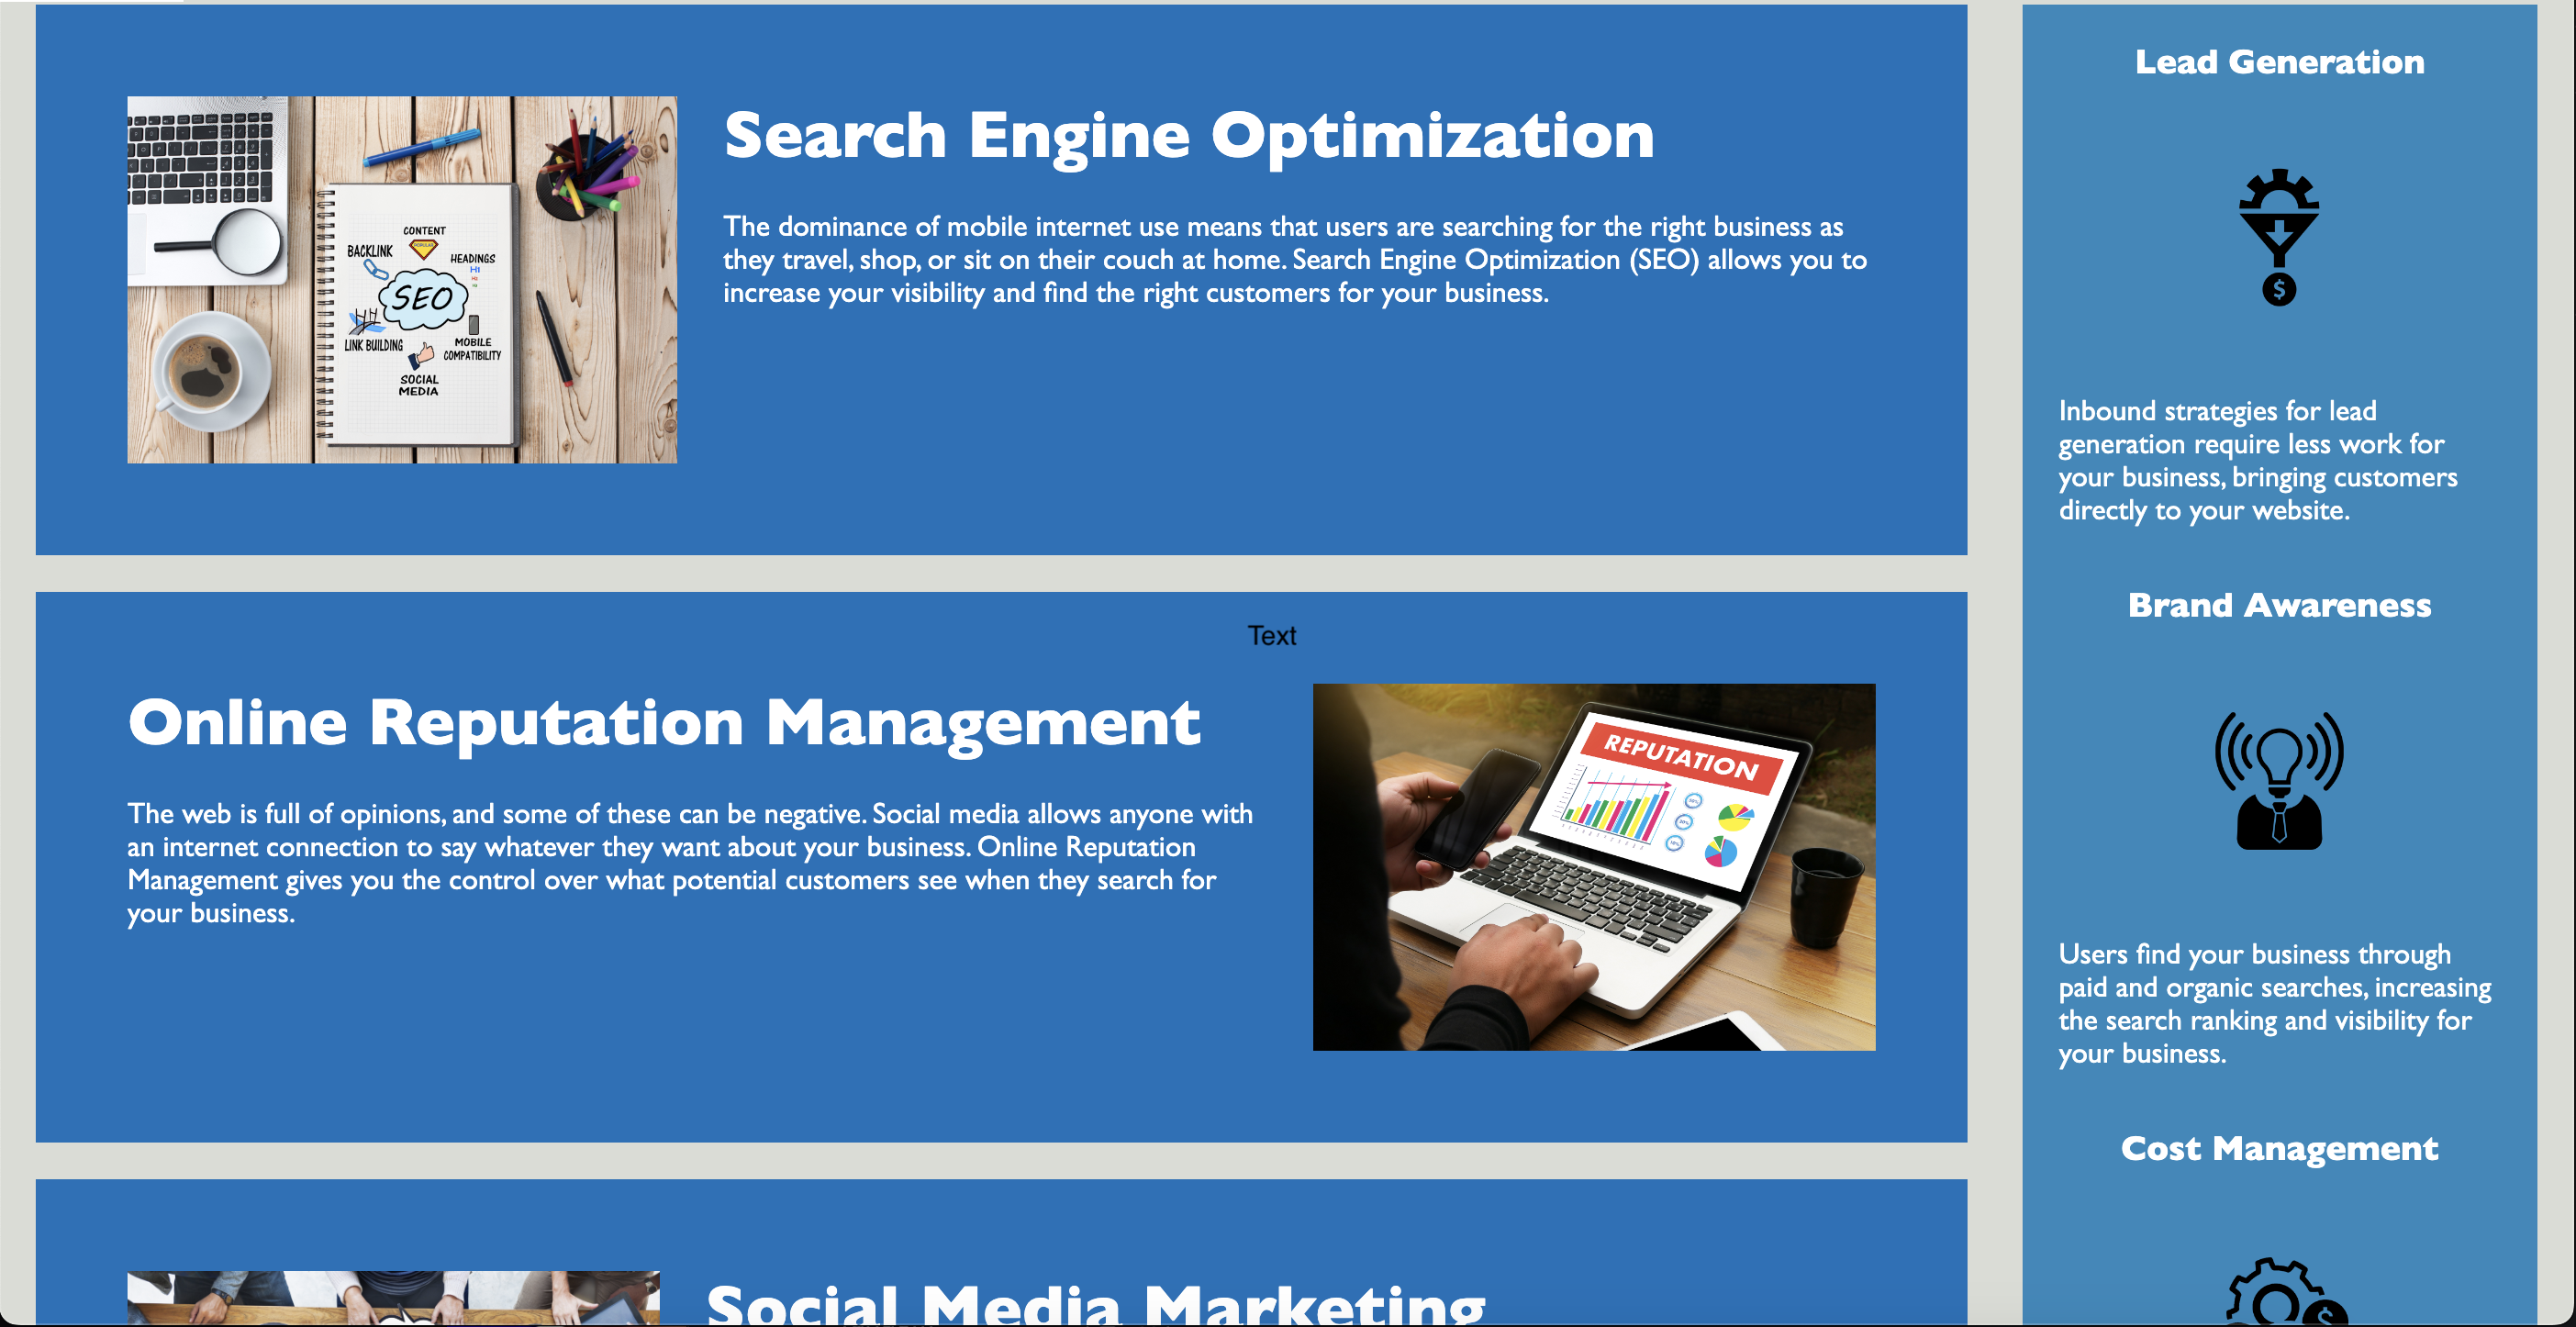 Search Engine Optimization
The dominance of mobile internet use means that users are searching for the right business as
they travel, shop, or sit on their couch at home. Search Engine Optimization (SEO) allows you to
increase your visibility and find the right customers for your business.
CONTENT
BACKLINK
HEADINGS
H1
SEO
LINK BUILDING
MOBILE
COMPATIBILITY
SOCIAL
MEDIA
Text
Online Reputation Management
The web is full of opinions, and some of these can be negative. Social media allows anyone with
an internet connection to say whatever they want about your business. Online Reputation
Management gives you the control over what potential customers see when they search for
your business.
REPUTATION
Social Media Marketing
Lead Generation
$
Inbound strategies for lead
generation require less work for
your business, bringing customers
directly to your website.
Brand Awareness
Users find your business through
paid and organic searches, increasing
the search ranking and visibility for
your business.
Cost Management
$